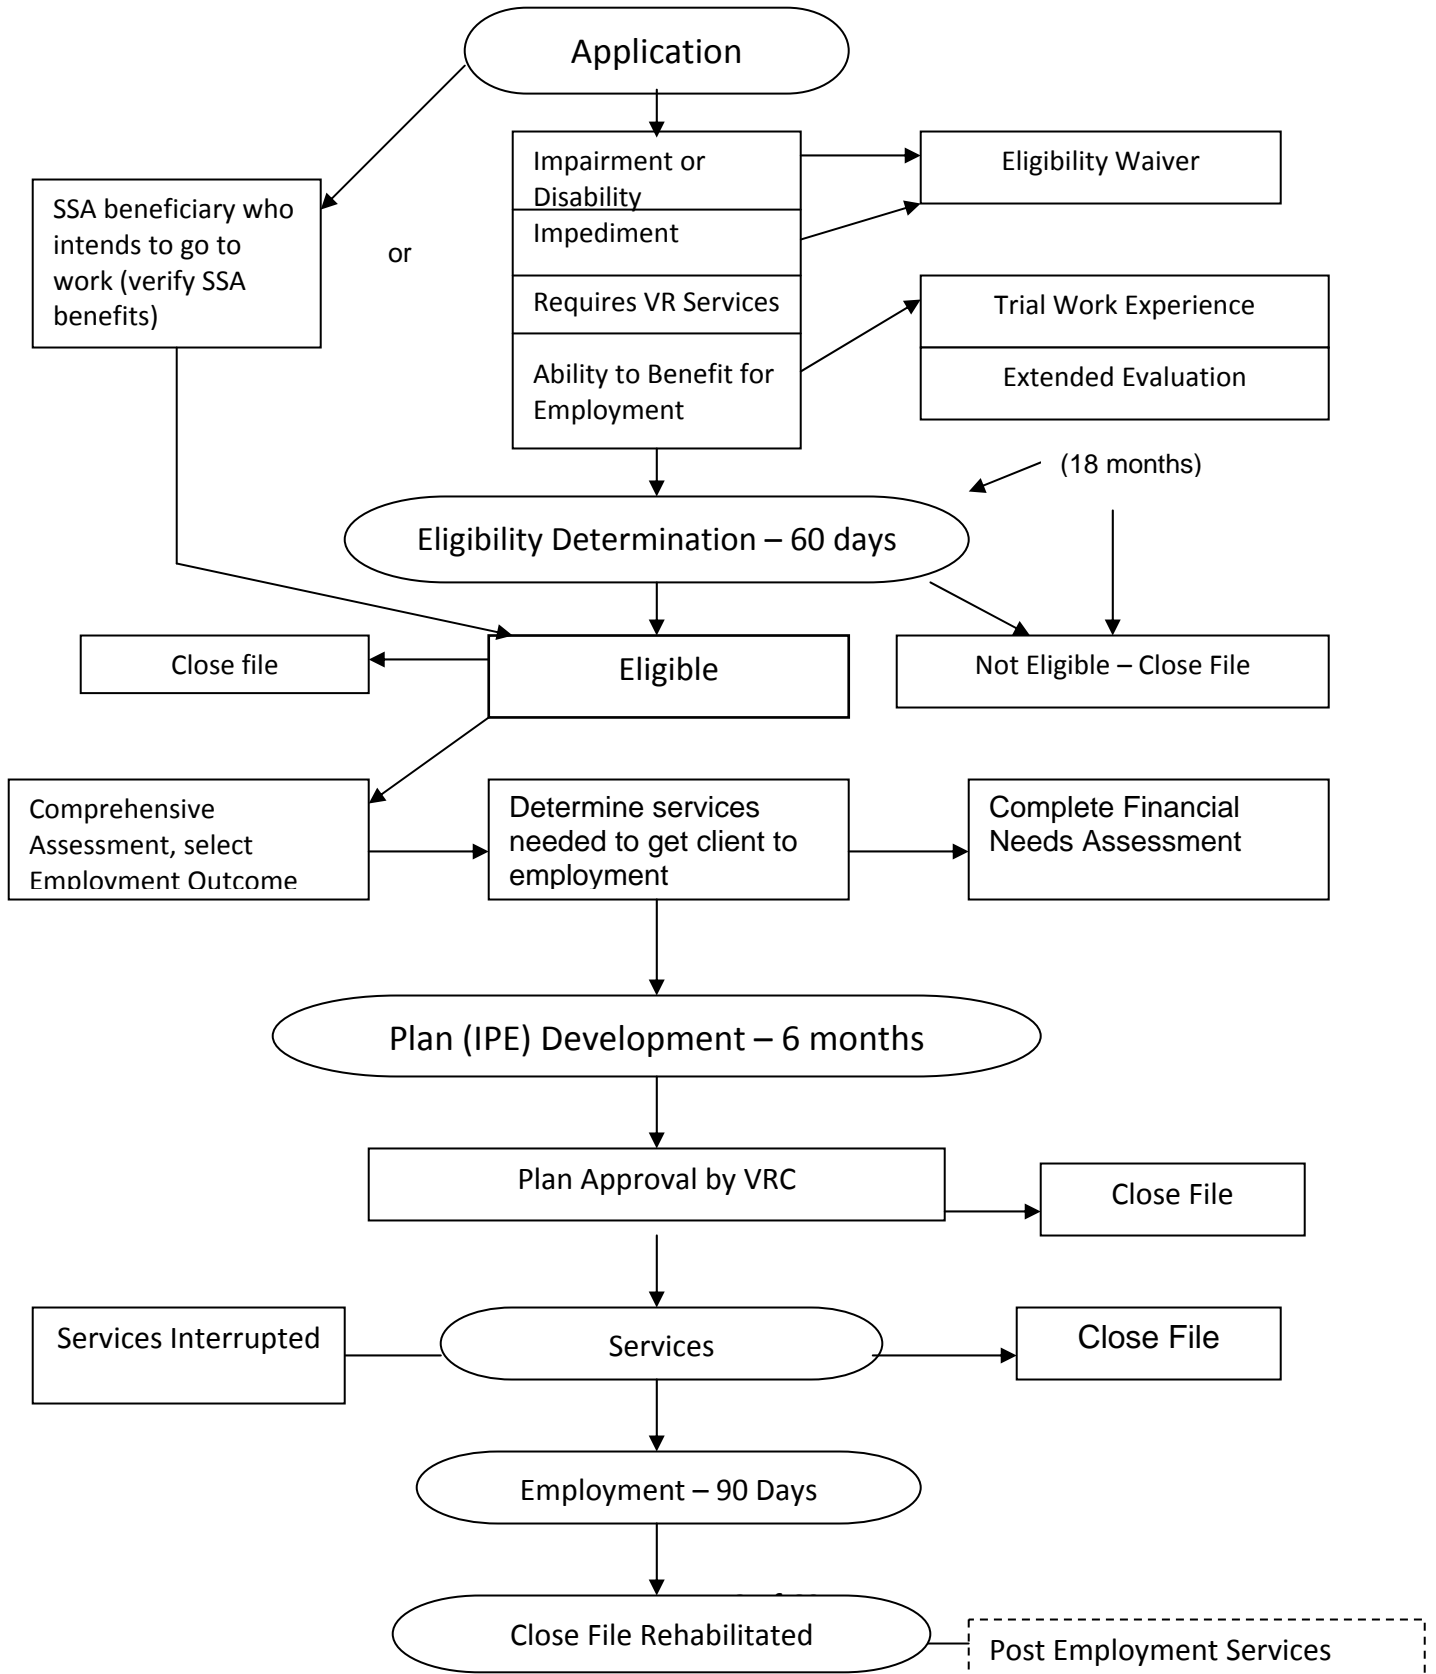 Application
Impairment or
Disability
Eligibility Waiver
SSA beneficiary who
intends to go to
work (verify SSA
benefits)
or
Impediment
Requires VR Services
Trial Work Experience
Ability to Benefit for
Employment
Extended Evaluation
(18 months)
Eligibility Determination – 60 days
Close file
Eligible
Not Eligible – Close File
Comprehensive
Assessment, select
Employment Outcome
Determine services
needed to get client to
employment
Complete Financial
Needs Assessment
Plan (IPE) Development – 6 months
Plan Approval by VRC
Close File
Services Interrupted
Services
Close File
Employment – 90 Days
Close File Rehabilitated
Post Employment Services